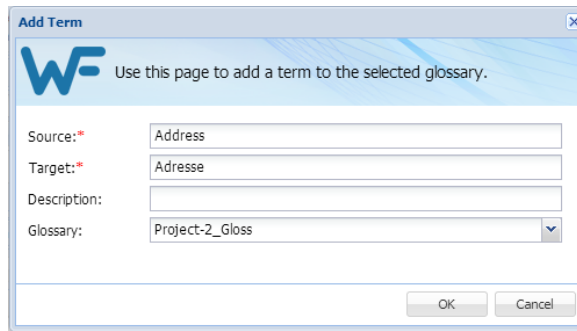 Add Term
WF Use this page to add a term to the selected glossary.
Source:* Address
Target:* Adresse
Description:
Glossary: Project-2_Gloss
OK Cancel